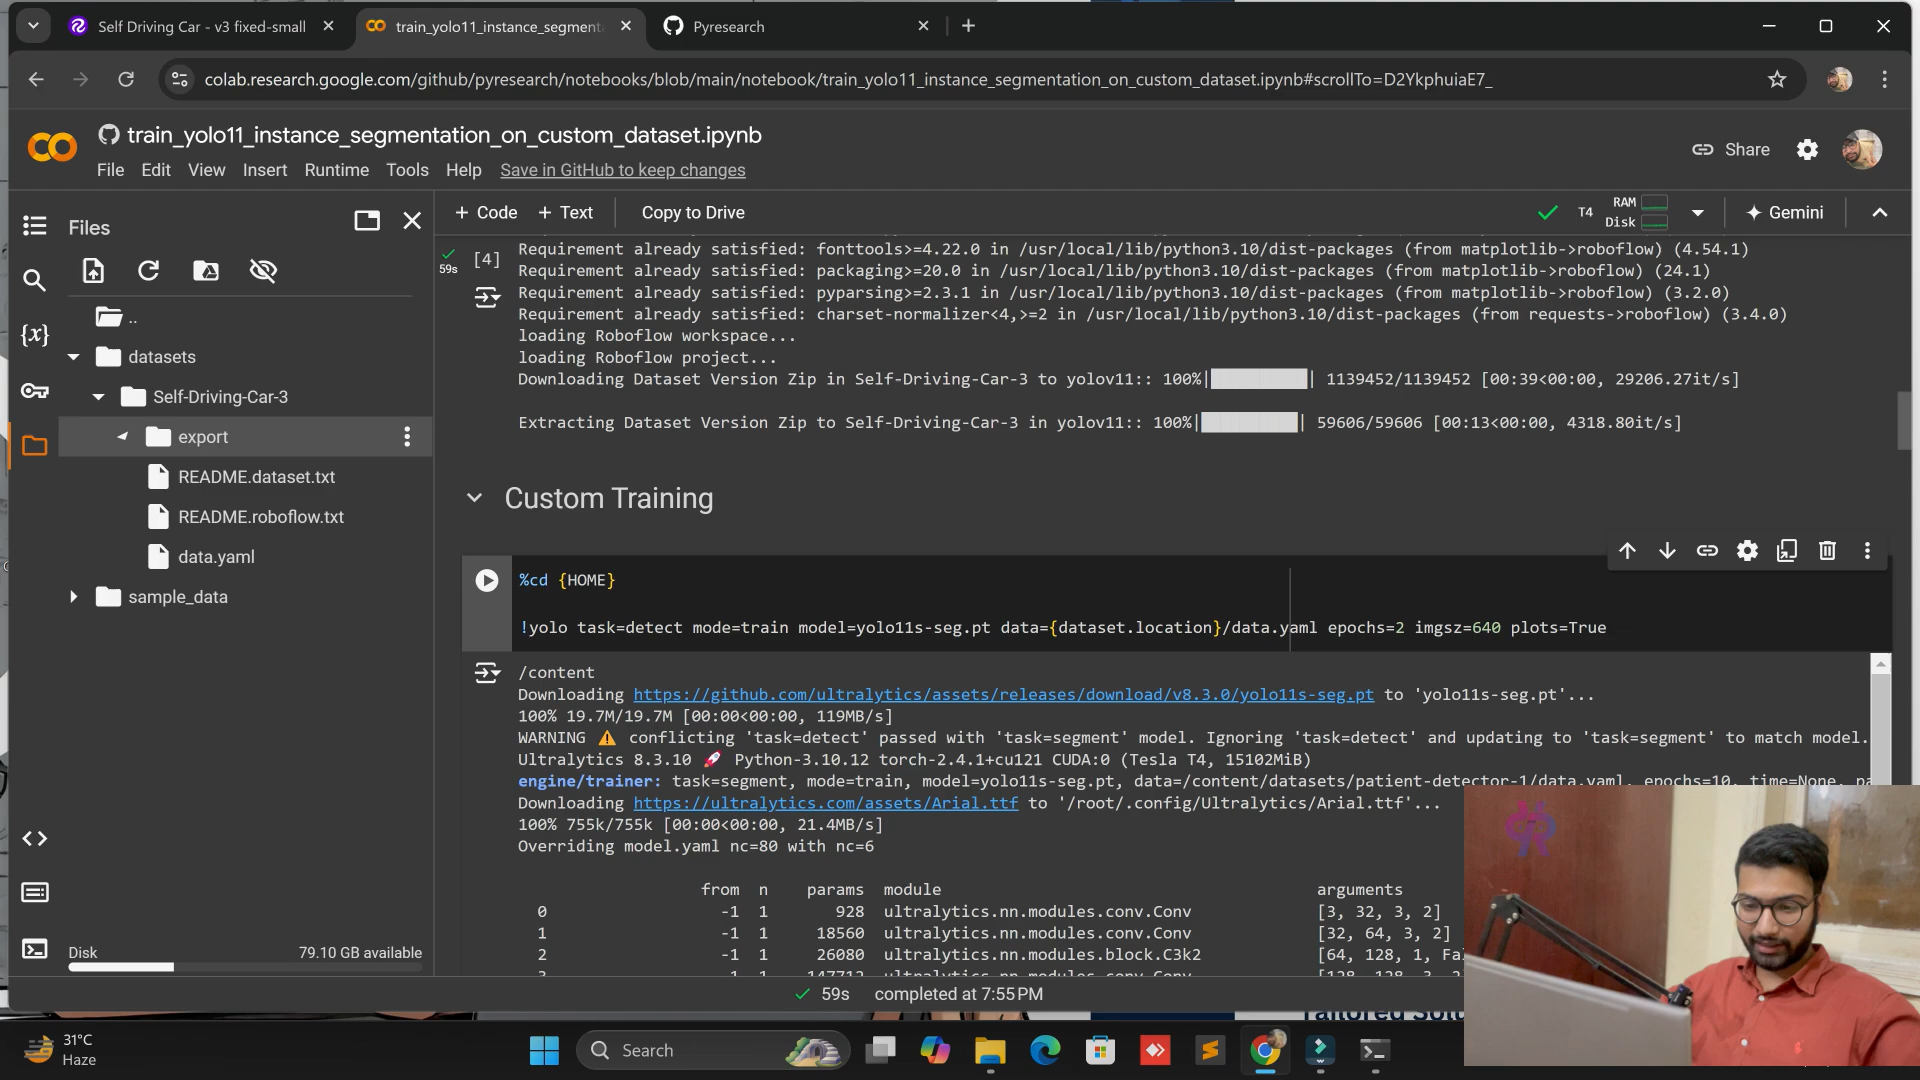 Self Driving Car - v3 fixed-small
train_yolo11_instance_segmenta
Pyresearch
colab.research.google.com/github/pyresearch/notebooks/blob/main/notebook/train_yolo11_instance_segmentation_on_custom_dataset.ipynb#scrollTo=D2YkphuiaE7_
CO train_yolo11_instance_segmentation_on_custom_dataset.ipynb
Share
File Edit View Insert Runtime Tools Help Save in GitHub to keep changes
Files
+ Code + Text Copy to Drive
T4 RAM Disk Gemini
..
datasets
Self-Driving-Car-3
export
README.dataset.txt
README.roboflow.txt
data.yaml
sample_data
{x}
Disk 79.10 GB available
59s [4]
Requirement already satisfied: fonttools>=4.22.0 in /usr/local/lib/python3.10/dist-packages (from matplotlib->roboflow) (4.54.1)
Requirement already satisfied: packaging>=20.0 in /usr/local/lib/python3.10/dist-packages (from matplotlib->roboflow) (24.1)
Requirement already satisfied: pyparsing>=2.3.1 in /usr/local/lib/python3.10/dist-packages (from matplotlib->roboflow) (3.2.0)
Requirement already satisfied: charset-normalizer<4,>=2 in /usr/local/lib/python3.10/dist-packages (from requests->roboflow) (3.4.0)
loading Roboflow workspace...
loading Roboflow project...
Downloading Dataset Version Zip in Self-Driving-Car-3 to yolov11:: 100%|██████████| 1139452/1139452 [00:39<00:00, 29206.27it/s]
Extracting Dataset Version Zip to Self-Driving-Car-3 in yolov11:: 100%|██████████| 59606/59606 [00:13<00:00, 4318.80it/s]
Custom Training
%cd {HOME}
!yolo task=detect mode=train model=yolo11s-seg.pt data={dataset.location}/data.yaml epochs=2 imgsz=640 plots=True
/content
Downloading https://github.com/ultralytics/assets/releases/download/v8.3.0/yolo11s-seg.pt to 'yolo11s-seg.pt'...
100% 19.7M/19.7M [00:00<00:00, 119MB/s]
WARNING ⚠️ conflicting 'task=detect' passed with 'task=segment' model. Ignoring 'task=detect' and updating to 'task=segment' to match model.
Ultralytics 8.3.10 🚀 Python-3.10.12 torch-2.4.1+cu121 CUDA:0 (Tesla T4, 15102MiB)
engine/trainer: task=segment, mode=train, model=yolo11s-seg.pt, data=/content/datasets/patient-detector-1/data.yaml, epochs=10, time=None, pa
Downloading https://ultralytics.com/assets/Arial.ttf to '/root/.config/Ultralytics/Arial.ttf'...
100% 755k/755k [00:00<00:00, 21.4MB/s]
Overriding model.yaml nc=80 with nc=6
from n params module arguments
0 -1 1 928 ultralytics.nn.modules.conv.Conv [3, 32, 3, 2]
1 -1 1 18560 ultralytics.nn.modules.conv.Conv [32, 64, 3, 2]
2 -1 1 26080 ultralytics.nn.modules.block.C3k2 [64, 128, 1, Fa
59s completed at 7:55 PM
31°C
Haze
Search